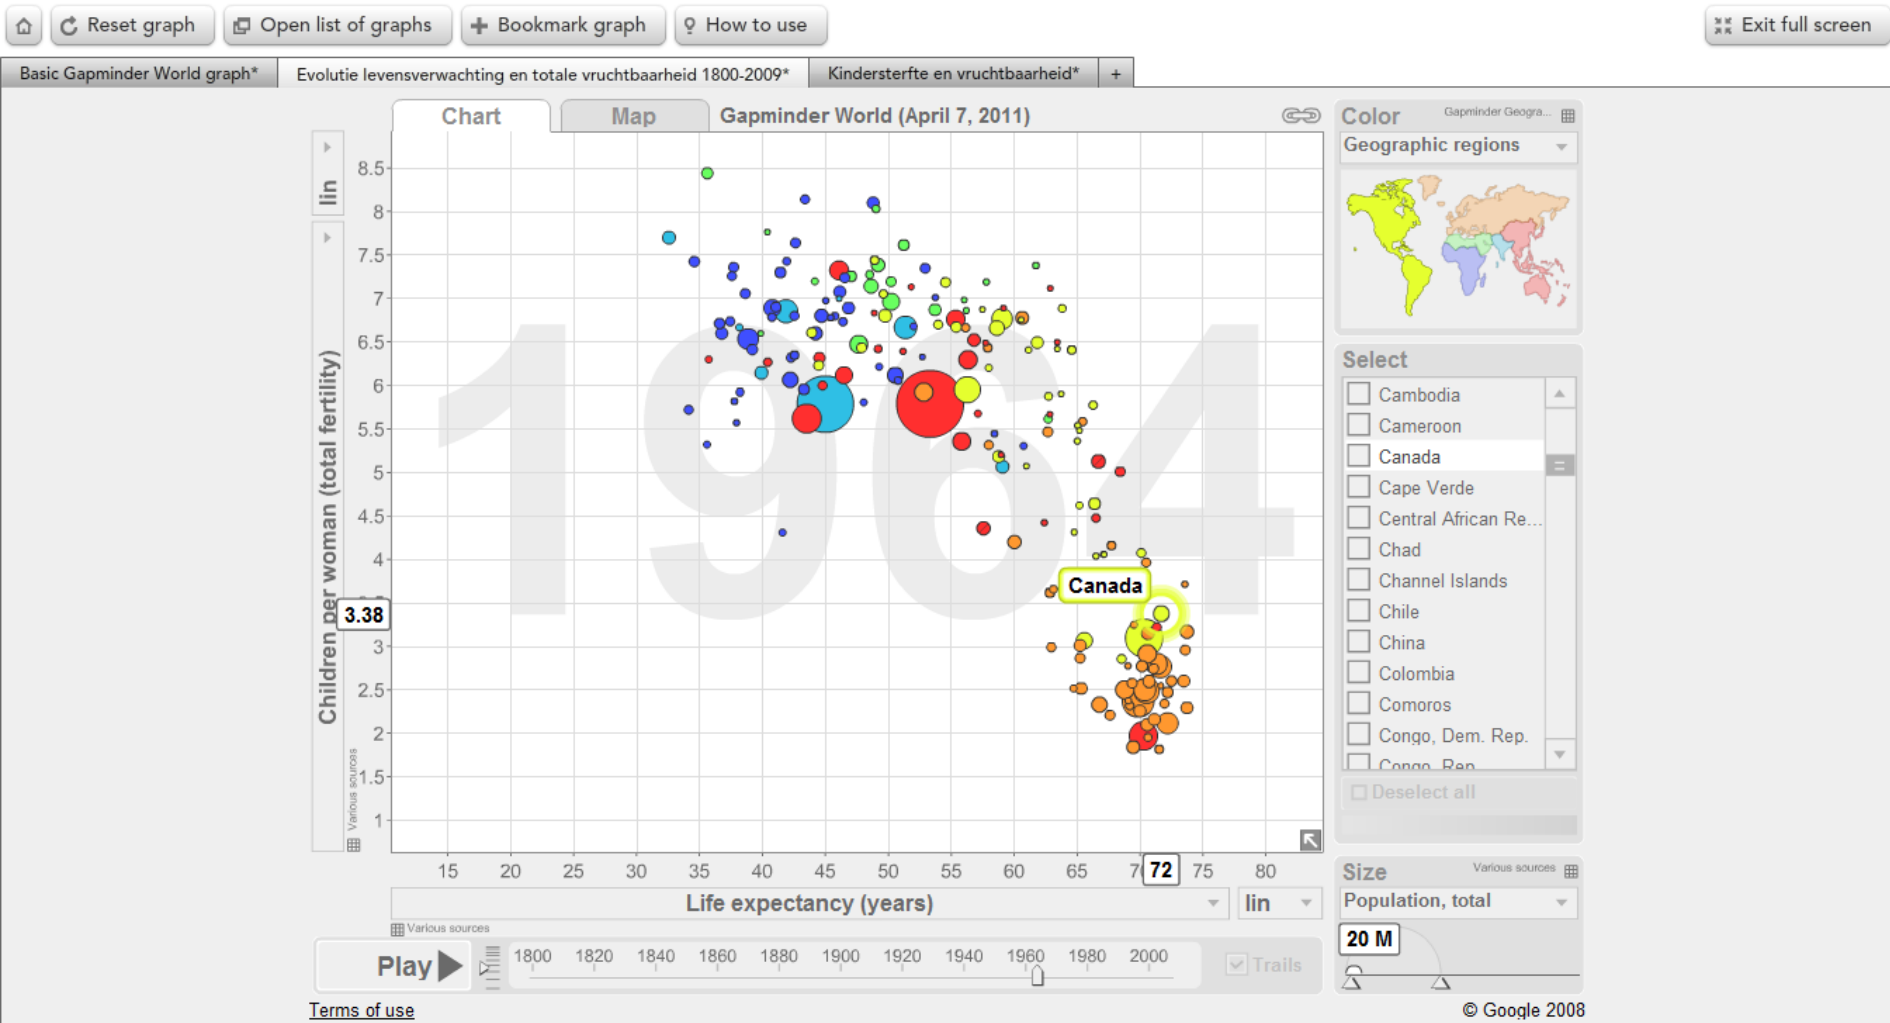 Reset graph
Open list of graphs
Bookmark graph
How to use
Exit full screen
Basic Gapminder World graph*
Evolutie levensverwachting en totale vruchtbaarheid 1800-2009*
Kindersterfte en vruchtbaarheid*
+
Chart
Map
Gapminder World (April 7, 2011)
lin
Children per woman (total fertility)
Various sources
8.5
8
7.5
7
6.5
6
5.5
5
4.5
4
3.38
3
2.5
2
1.5
1
1964
Canada
15 20 25 30 35 40 45 50 55 60 65 72 75 80
Life expectancy (years)
lin
Various sources
Play
1800 1820 1840 1860 1880 1900 1920 1940 1960 1980 2000
Trails
Terms of use
Color
Gapminder Geogra...
Geographic regions
Select
Cambodia
Cameroon
Canada
Cape Verde
Central African Re...
Chad
Channel Islands
Chile
China
Colombia
Comoros
Congo, Dem. Rep.
Congo, Rep.
Deselect all
Size
Various sources
Population, total
20 M
© Google 2008